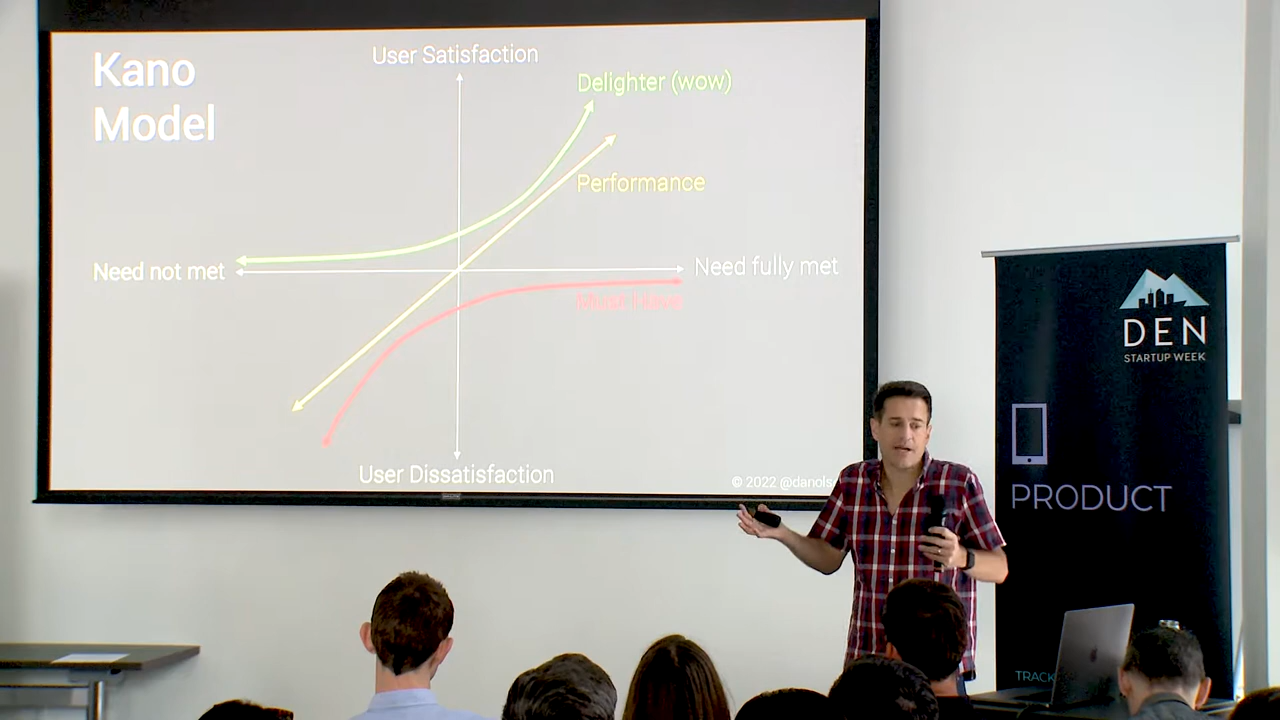 Kano
Model
User Satisfaction
Delighter (wow)
Performance
Need not met
Need fully met
Must Have
User Dissatisfaction
© 2022 @danols
DEN
STARTUP WEEK
PRODUCT
TRACK